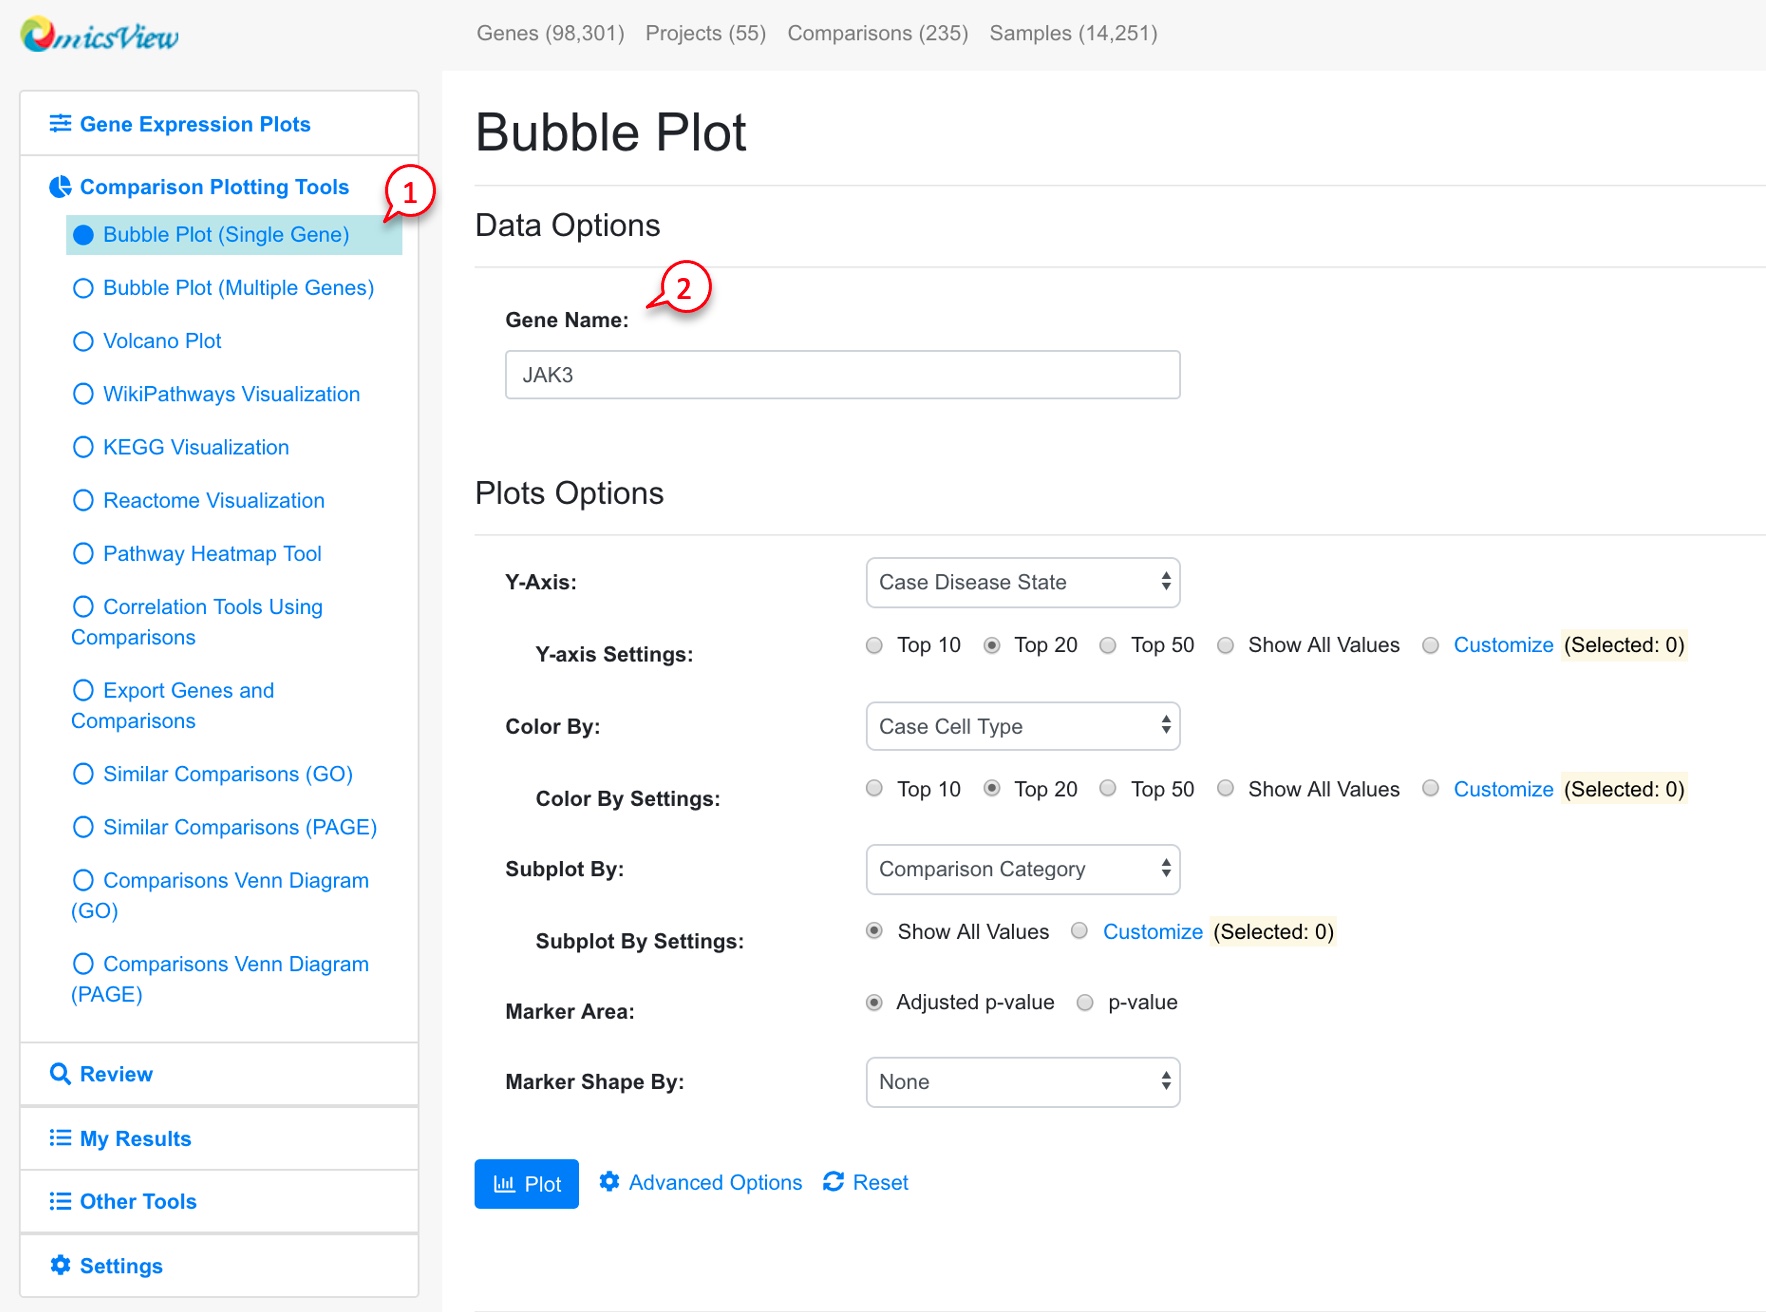 OmicsView
Genes (98,301) Projects (55) Comparisons (235) Samples (14,251)
Gene Expression Plots
Comparison Plotting Tools
1
Bubble Plot (Single Gene)
Bubble Plot (Multiple Genes)
Volcano Plot
WikiPathways Visualization
KEGG Visualization
Reactome Visualization
Pathway Heatmap Tool
Correlation Tools Using
Comparisons
Export Genes and
Comparisons
Similar Comparisons (GO)
Similar Comparisons (PAGE)
Comparisons Venn Diagram
(GO)
Comparisons Venn Diagram
(PAGE)
Review
My Results
Other Tools
Settings
Bubble Plot
Data Options
2
Gene Name:
JAK3
Plots Options
Y-Axis: Case Disease State
Y-axis Settings: Top 10 Top 20 Top 50 Show All Values Customize (Selected: 0)
Color By: Case Cell Type
Color By Settings: Top 10 Top 20 Top 50 Show All Values Customize (Selected: 0)
Subplot By: Comparison Category
Subplot By Settings: Show All Values Customize (Selected: 0)
Marker Area: Adjusted p-value p-value
Marker Shape By: None
Plot Advanced Options Reset